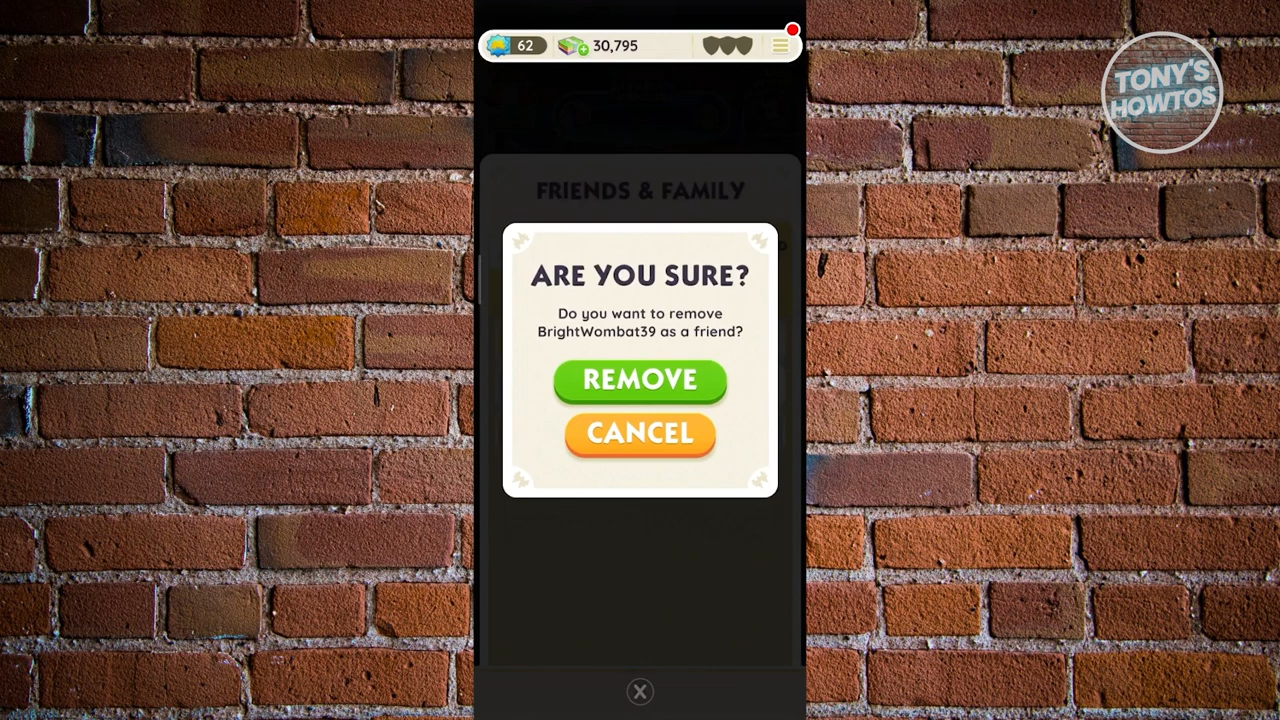 62
30,795
TONY'S
HOWTOS
FRIENDS & FAMILY
ARE YOU SURE?
Do you want to remove
BrightWombat39 as a friend?
REMOVE
CANCEL